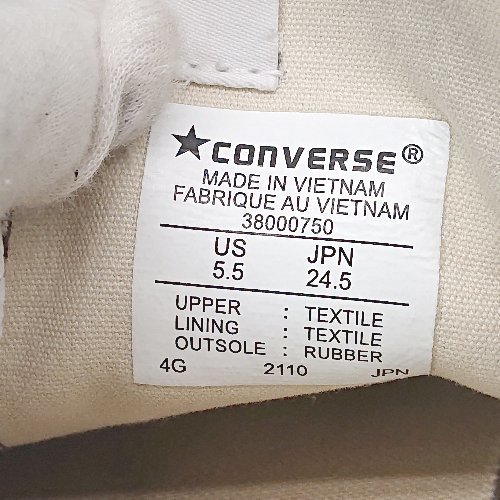 ★CONVERSE®
MADE IN VIETNAM
FABRIQUE AU VIETNAM
38000750
US JPN
5.5 24.5
UPPER : TEXTILE
LINING : TEXTILE
OUTSOLE : RUBBER
4G 2110 JPN